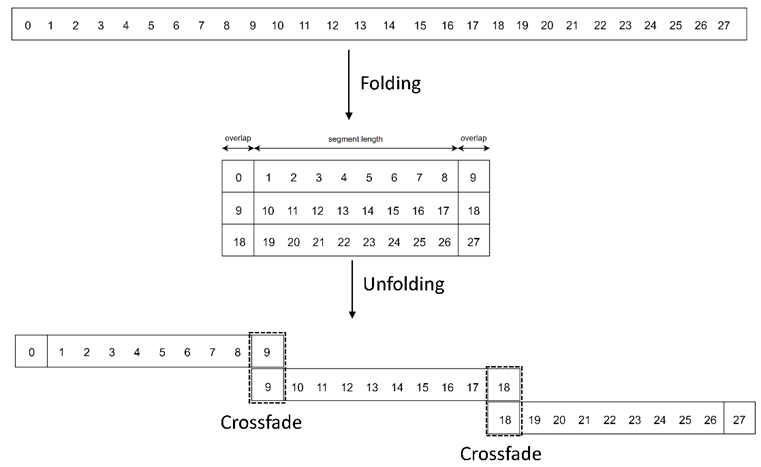 0 1 2 3 4 5 6 7 8 9 10 11 12 13 14 15 16 17 18 19 20 21 22 23 24 25 26 27
Folding
overlap segment length overlap
0 1 2 3 4 5 6 7 8 9
9 10 11 12 13 14 15 16 17 18
18 19 20 21 22 23 24 25 26 27
Unfolding
0 1 2 3 4 5 6 7 8 9
9 10 11 12 13 14 15 16 17 18
18 19 20 21 22 23 24 25 26 27
Crossfade
Crossfade